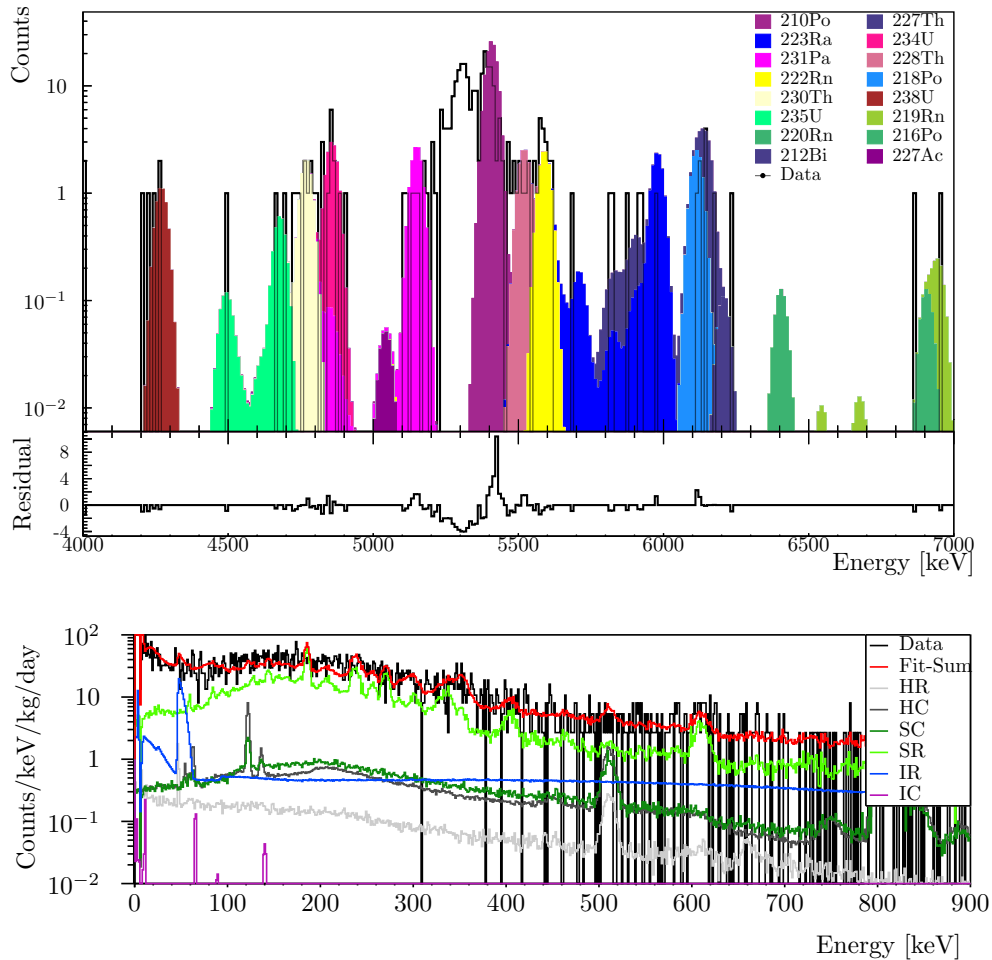 Counts
10
1
10−1
10−2
210Po 227Th
223Ra 234U
231Pa 228Th
222Rn 218Po
230Th 238U
235U 219Rn
220Rn 216Po
212Bi 227Ac
Data
Residual
8
4
0
-4
4000 4500 5000 5500 6000 6500 7000
Energy [keV]
Counts/keV/kg/day
10^2
10
1
10−1
10−2
Data
Fit-Sum
HR
HC
SC
SR
IR
IC
0 100 200 300 400 500 600 700 800 900
Energy [keV]